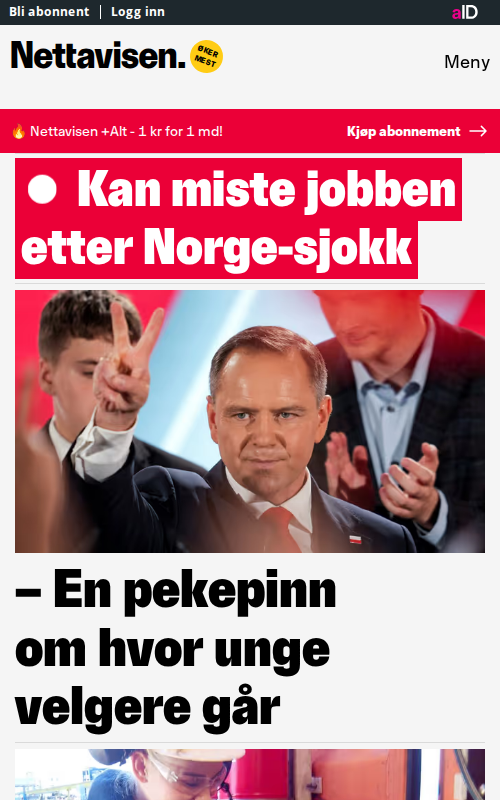 Bli abonnent
Logg inn
aID
Nettavisen.
ØKER
MEST
Meny
🔥 Nettavisen +Alt - 1 kr for 1 md!
Kjøp abonnement →
Kan miste jobben
etter Norge-sjokk
– En pekepinn
om hvor unge
velgere går